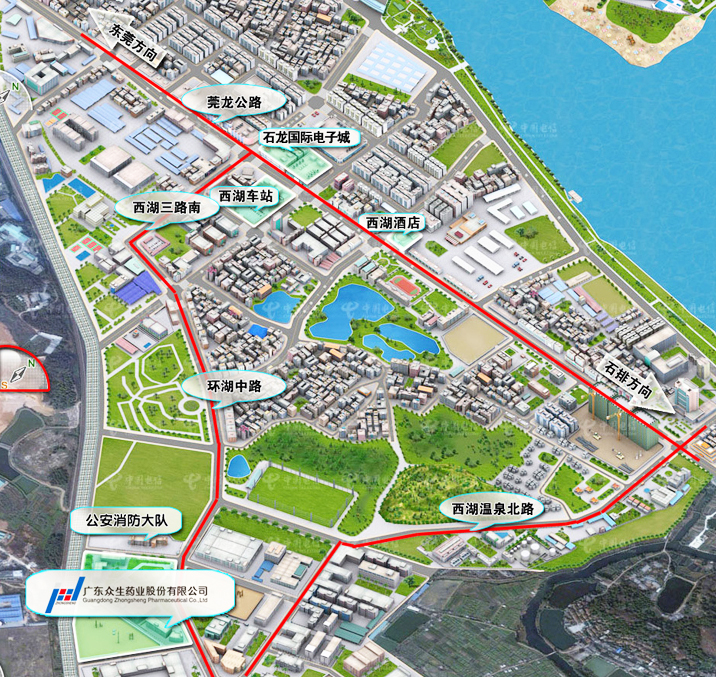 东莞方向
莞龙公路
石龙国际电子城
西湖车站
西湖三路南
西湖酒店
N
N
S
石排方向
环湖中路
西湖温泉北路
公安消防大队
广东众生药业股份有限公司
Guangdong Zhongsheng Pharmaceutical Co.,Ltd
中国电信